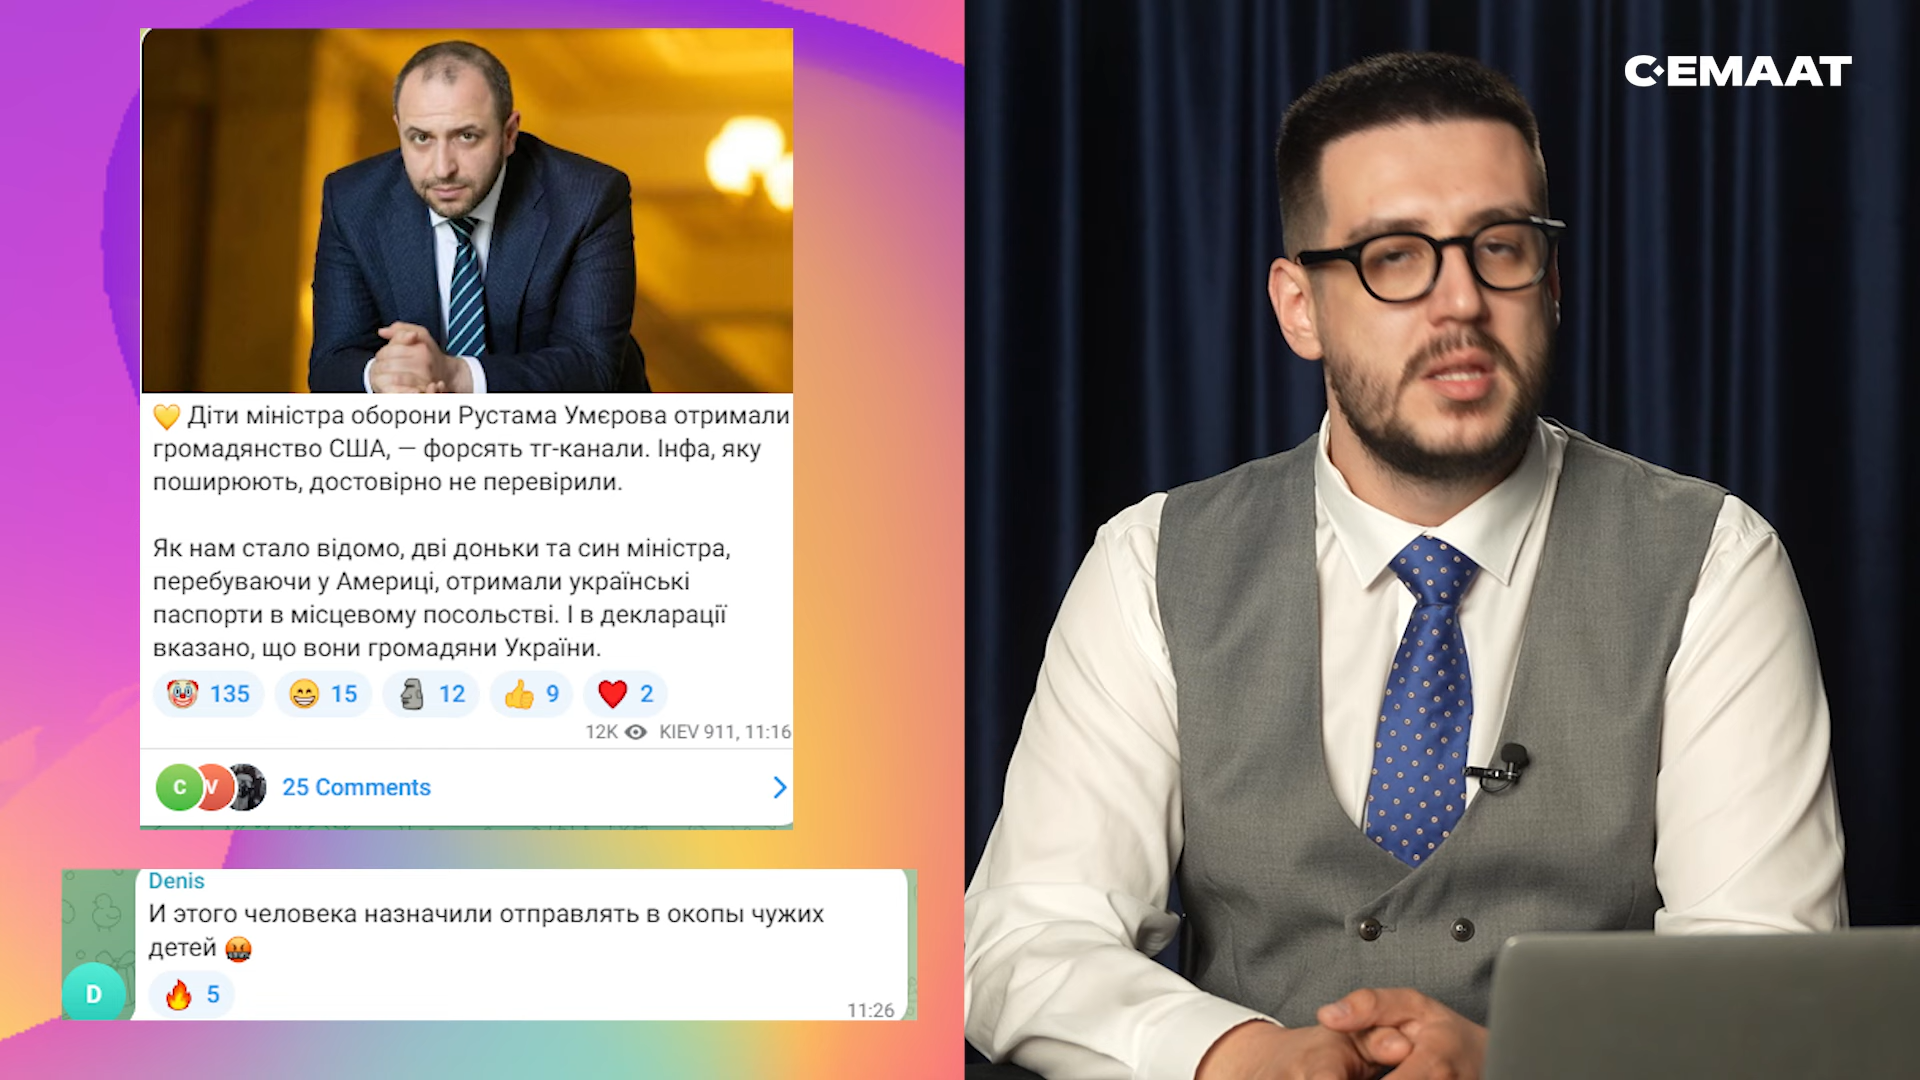 💛 Діти міністра оборони Рустама Умєрова отримали
громадянство США, — форсять тг-канали. Інфа, яку
поширюють, достовірно не перевірили.
Як нам стало відомо, дві доньки та син міністра,
перебуваючи у Америці, отримали українські
паспорти в місцевому посольстві. І в декларації
вказано, що вони громадяни України.
🤡 135 😁 15 🗿 12 👍 9 ❤️ 2
12K KIEV 911, 11:16
C V 25 Comments
Denis
И этого человека назначили отправлять в окопы чужих
детей 🤬
D 🔥 5
11:26
C·EMAAT